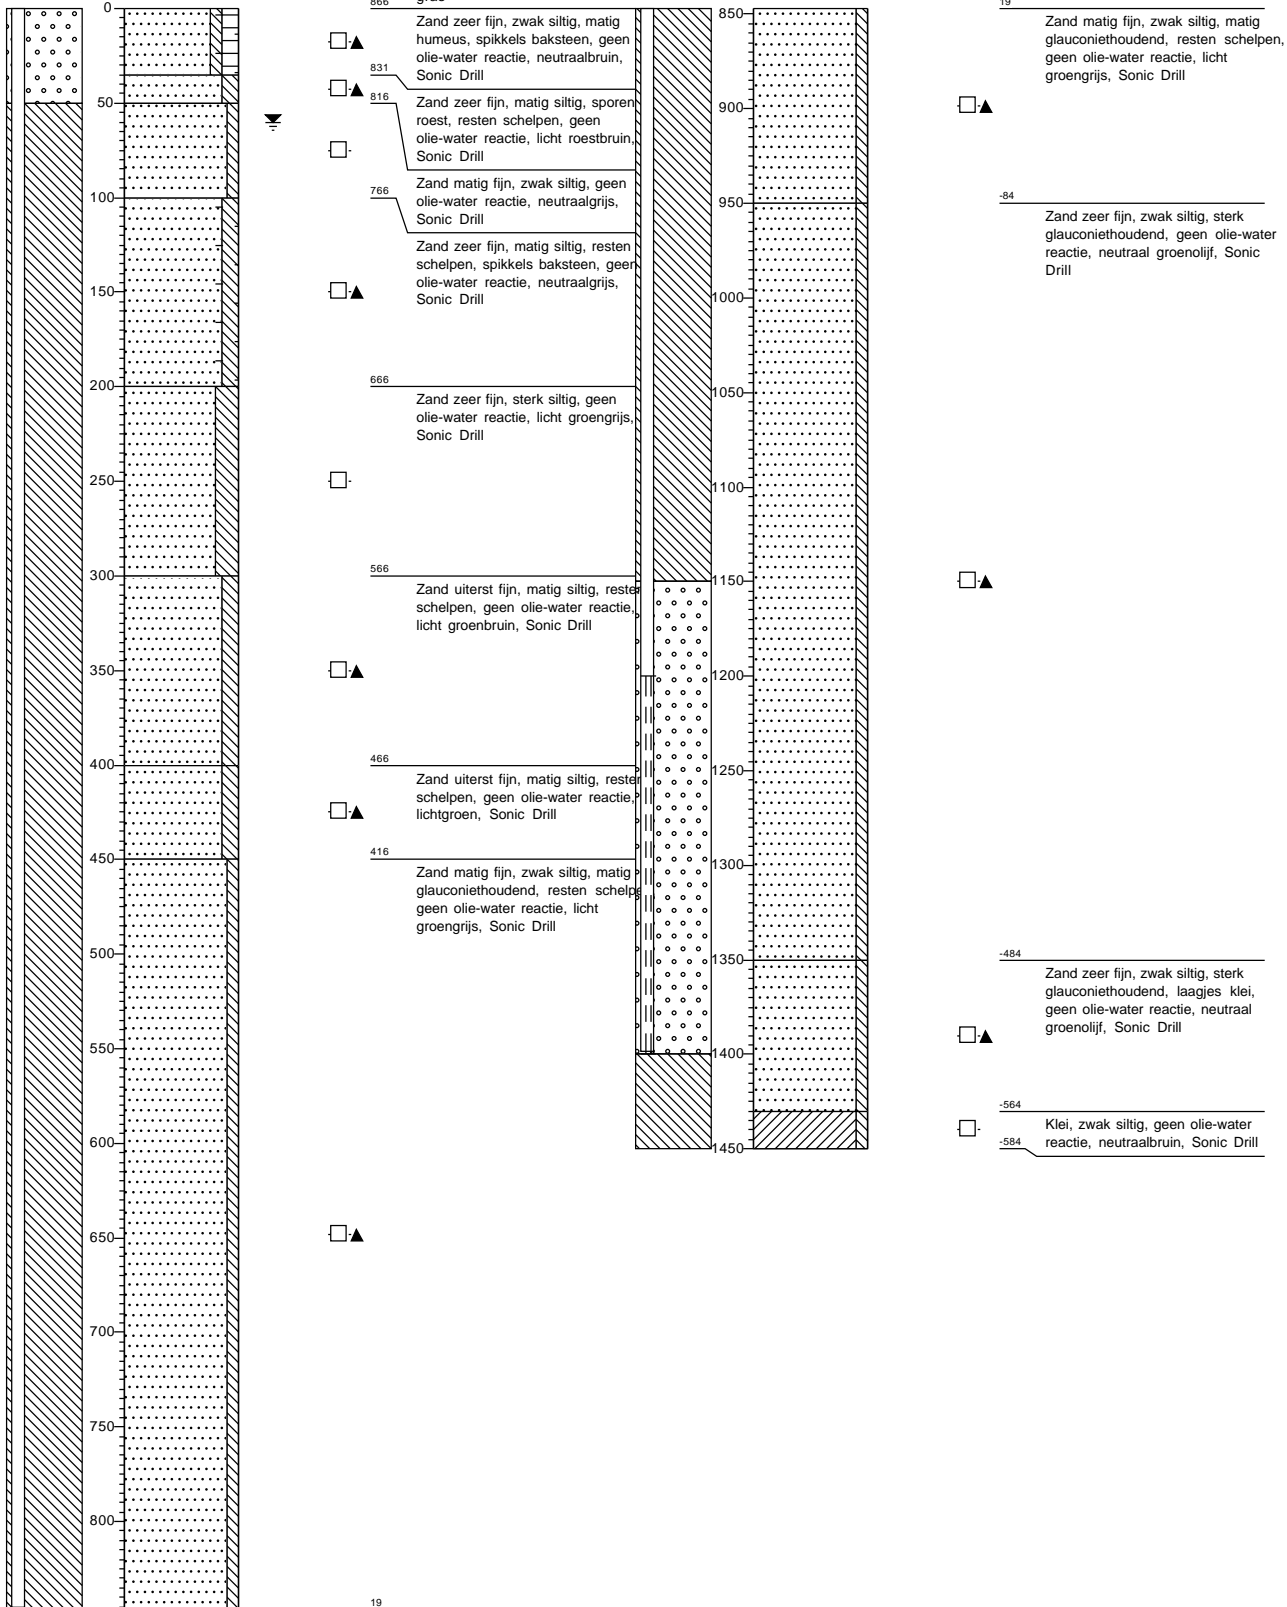 0
50
100
150
200
250
300
350
400
450
500
550
600
650
700
750
800
866
Zand zeer fijn, zwak siltig, matig
humeus, spikkels baksteen, geen
olie-water reactie, neutraalbruin,
Sonic Drill
831
Zand zeer fijn, matig siltig, sporen
roest, resten schelpen, geen
olie-water reactie, licht roestbruin,
Sonic Drill
816
Zand matig fijn, zwak siltig, geen
olie-water reactie, neutraalgrijs,
Sonic Drill
766
Zand zeer fijn, matig siltig, resten
schelpen, spikkels baksteen, geen
olie-water reactie, neutraalgrijs,
Sonic Drill
666
Zand zeer fijn, sterk siltig, geen
olie-water reactie, licht groengrijs,
Sonic Drill
566
Zand uiterst fijn, matig siltig, resten
schelpen, geen olie-water reactie,
licht groenbruin, Sonic Drill
466
Zand uiterst fijn, matig siltig, resten
schelpen, geen olie-water reactie,
lichtgroen, Sonic Drill
416
Zand matig fijn, zwak siltig, matig
glauconiethoudend, resten schelpe
geen olie-water reactie, licht
groengrijs, Sonic Drill
19
850
900
950
1000
1050
1100
1150
1200
1250
1300
1350
1400
1450
19
Zand matig fijn, zwak siltig, matig
glauconiethoudend, resten schelpen,
geen olie-water reactie, licht
groengrijs, Sonic Drill
-84
Zand zeer fijn, zwak siltig, sterk
glauconiethoudend, geen olie-water
reactie, neutraal groenolijf, Sonic
Drill
-484
Zand zeer fijn, zwak siltig, sterk
glauconiethoudend, laagjes klei,
geen olie-water reactie, neutraal
groenolijf, Sonic Drill
-564
Klei, zwak siltig, geen olie-water
reactie, neutraalbruin, Sonic Drill
-584